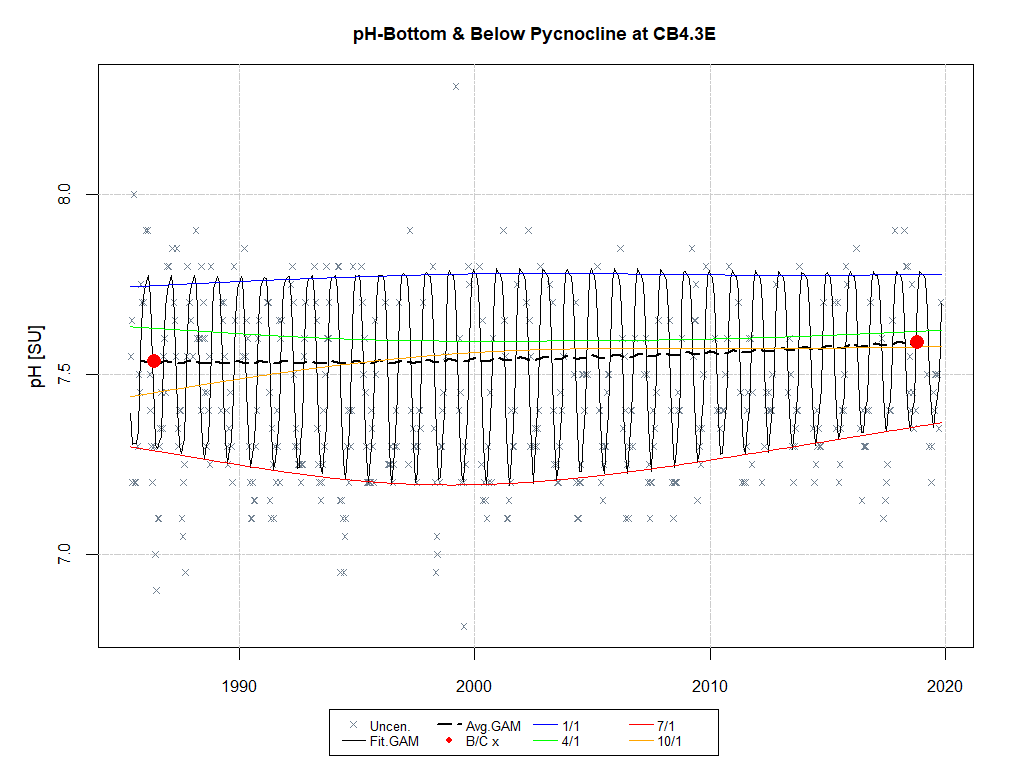 pH-Bottom & Below Pycnocline at CB4.3E
pH [SU]
8.0
7.5
7.0
1990 2000 2010 2020
Uncen. Avg.GAM 1/1 7/1
Fit.GAM B/C x 4/1 10/1